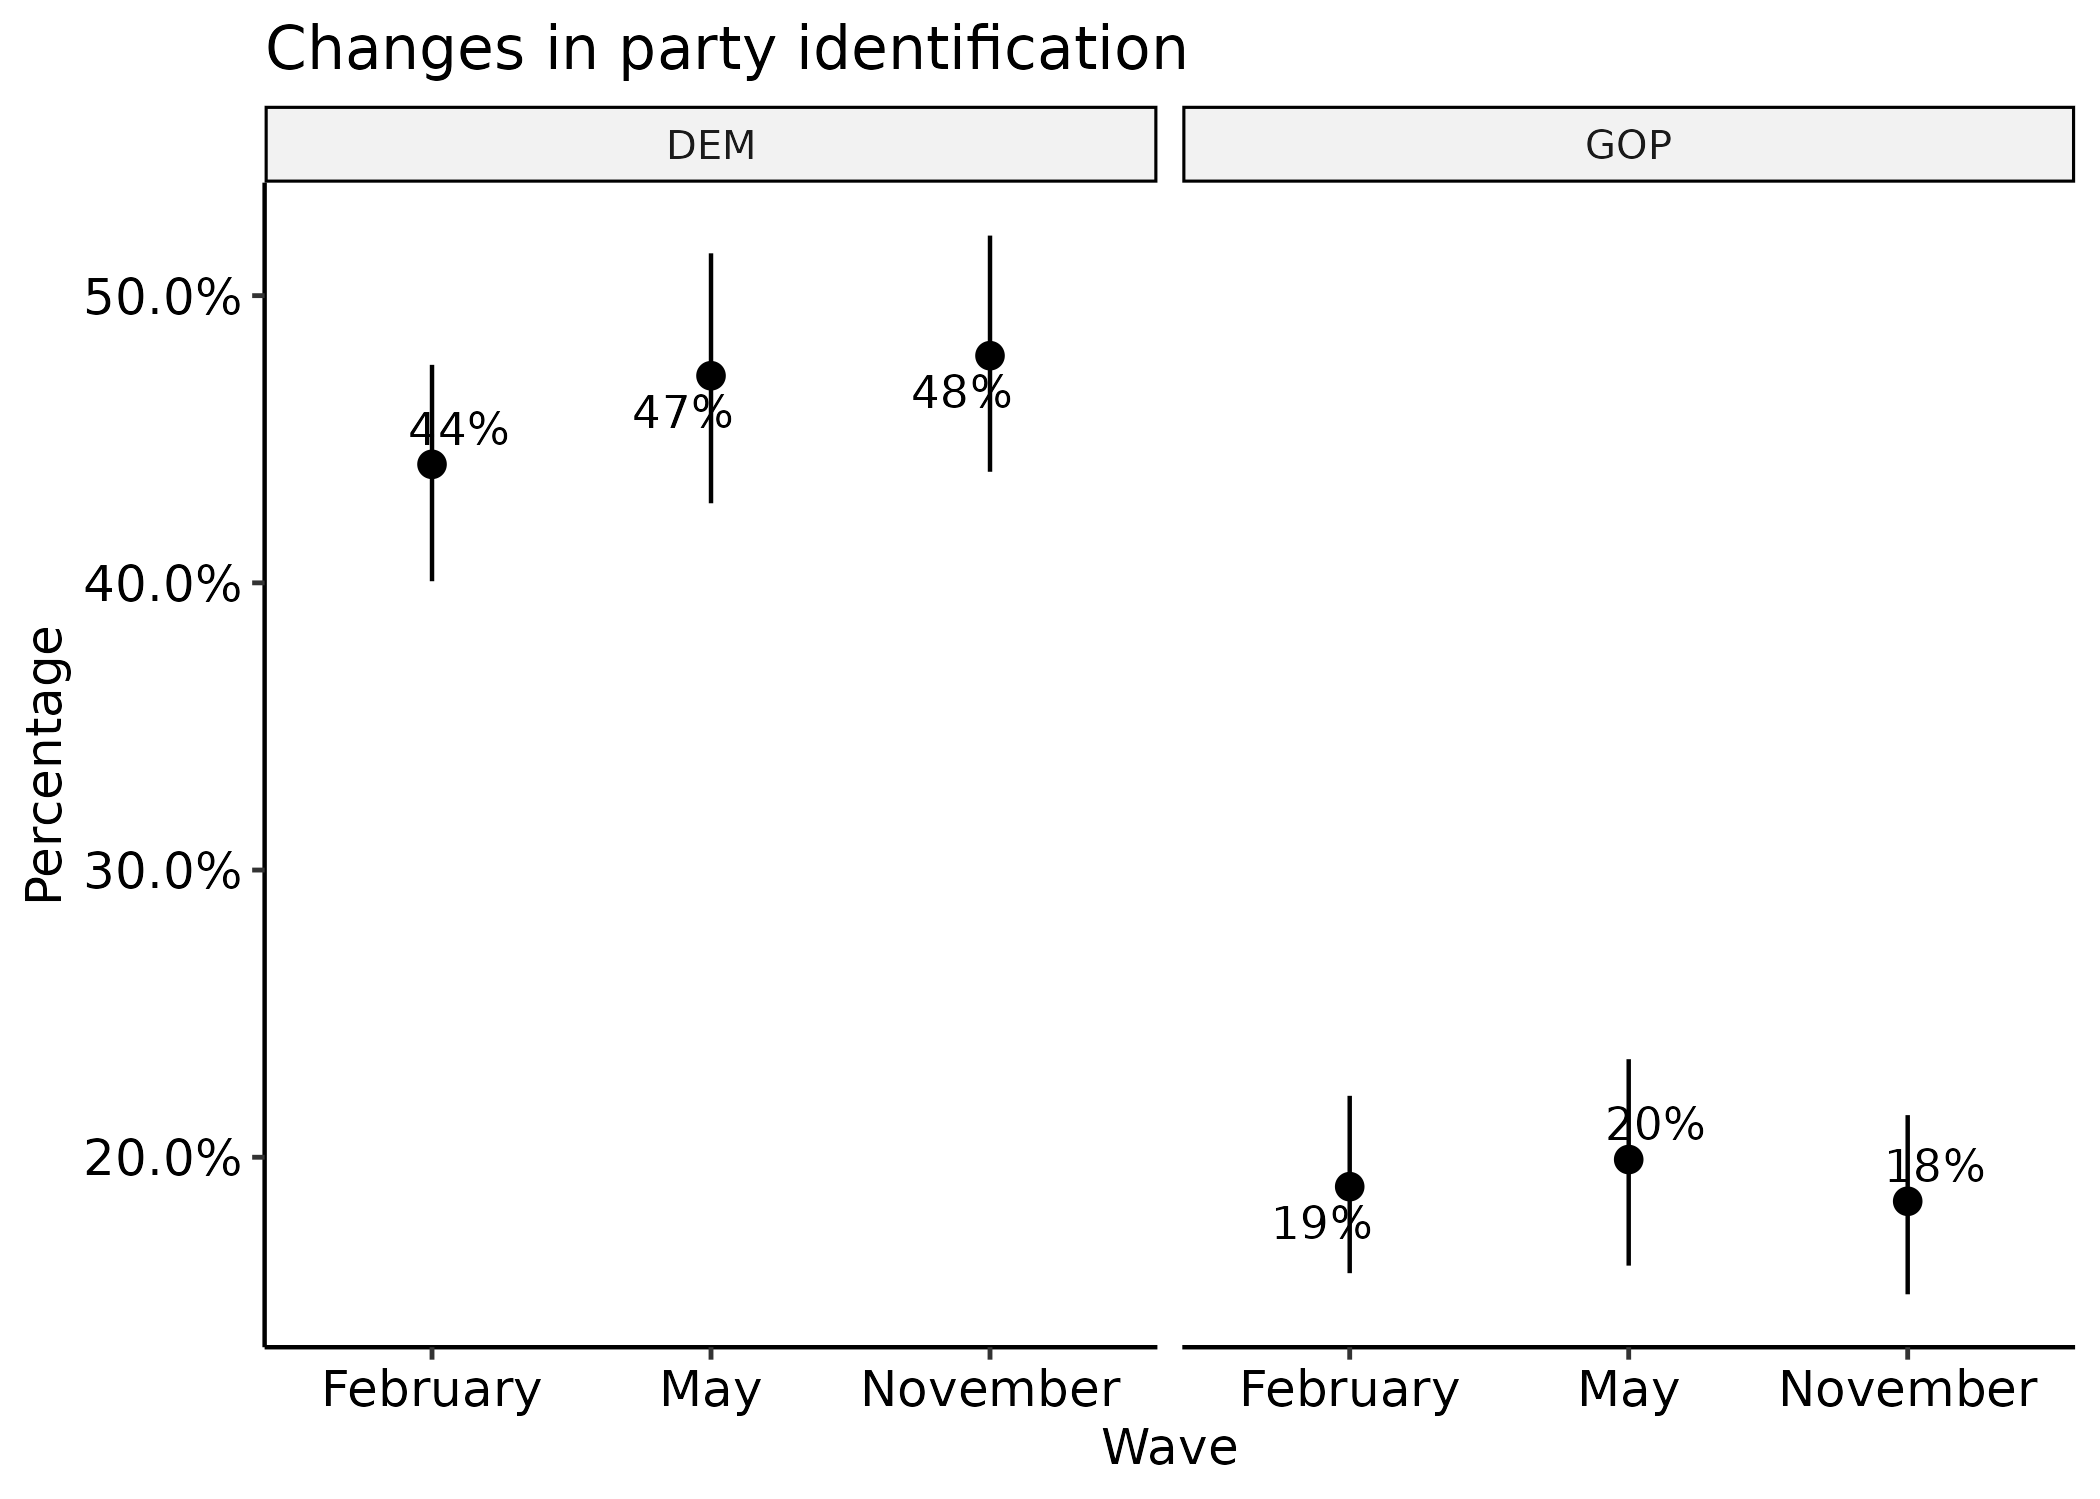 Changes in party identification
DEM GOP
50.0%
40.0%
30.0%
20.0%
Percentage
44% 47% 48%
19% 20% 18%
February May November February May November
Wave